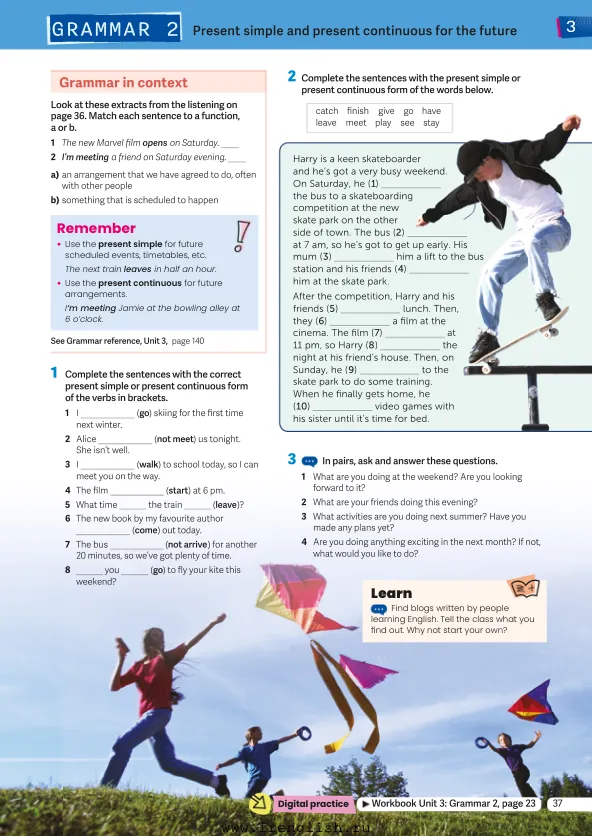 GRAMMAR 2
Present simple and present continuous for the future
3
Grammar in context
Look at these extracts from the listening on
page 36. Match each sentence to a function,
a or b.
1 The new Marvel film opens on Saturday. ____
2 I'm meeting a friend on Saturday evening. ____
a) an arrangement that we have agreed to do, often
with other people
b) something that is scheduled to happen
Remember
!
• Use the present simple for future
scheduled events, timetables, etc.
The next train leaves in half an hour.
• Use the present continuous for future
arrangements.
I'm meeting Jamie at the bowling alley at
6 o'clock.
See Grammar reference, Unit 3, page 140
1 Complete the sentences with the correct
present simple or present continuous form
of the verbs in brackets.
1 I ____________ (go) skiing for the first time
next winter.
2 Alice ____________ (not meet) us tonight.
She isn't well.
3 I ____________ (walk) to school today, so I can
meet you on the way.
4 The film ____________ (start) at 6 pm.
5 What time ______ the train ______ (leave)?
6 The new book by my favourite author
____________ (come) out today.
7 The bus ____________ (not arrive) for another
20 minutes, so we've got plenty of time.
8 ______ you ______ (go) to fly your kite this
weekend?
2 Complete the sentences with the present simple or
present continuous form of the words below.
catch finish give go have
leave meet play see stay
Harry is a keen skateboarder
and he's got a very busy weekend.
On Saturday, he (1) ____________
the bus to a skateboarding
competition at the new
skate park on the other
side of town. The bus (2) ____________
at 7 am, so he's got to get up early. His
mum (3) ____________ him a lift to the bus
station and his friends (4) ____________
him at the skate park.
After the competition, Harry and his
friends (5) ____________ lunch. Then,
they (6) ____________ a film at the
cinema. The film (7) ____________ at
11 pm, so Harry (8) ____________ the
night at his friend's house. Then, on
Sunday, he (9) ____________ to the
skate park to do some training.
When he finally gets home, he
(10) ____________ video games with
his sister until it's time for bed.
3 In pairs, ask and answer these questions.
1 What are you doing at the weekend? Are you looking
forward to it?
2 What are your friends doing this evening?
3 What activities are you doing next summer? Have you
made any plans yet?
4 Are you doing anything exciting in the next month? If not,
what would you like to do?
Learn
Find blogs written by people
learning English. Tell the class what you
find out. Why not start your own?
Digital practice
▶ Workbook Unit 3: Grammar 2, page 23
37
www.frenglish.ru